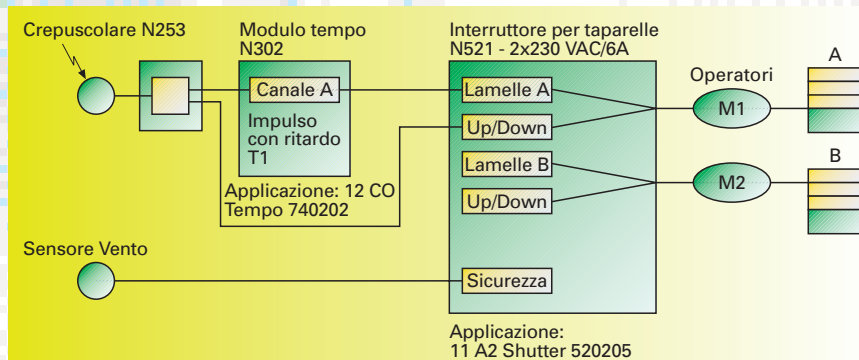 Crepuscolare N253
Modulo tempo
N302
Interruttore per taparelle
N521 - 2x230 VAC/6A
Canale A
Impulso
con ritardo
T1
Applicazione: 12 CO
Tempo 740202
Lamelle A
Up/Down
Lamelle B
Up/Down
Sicurezza
Operatori
M1
M2
A
B
Sensore Vento
Applicazione:
11 A2 Shutter 520205